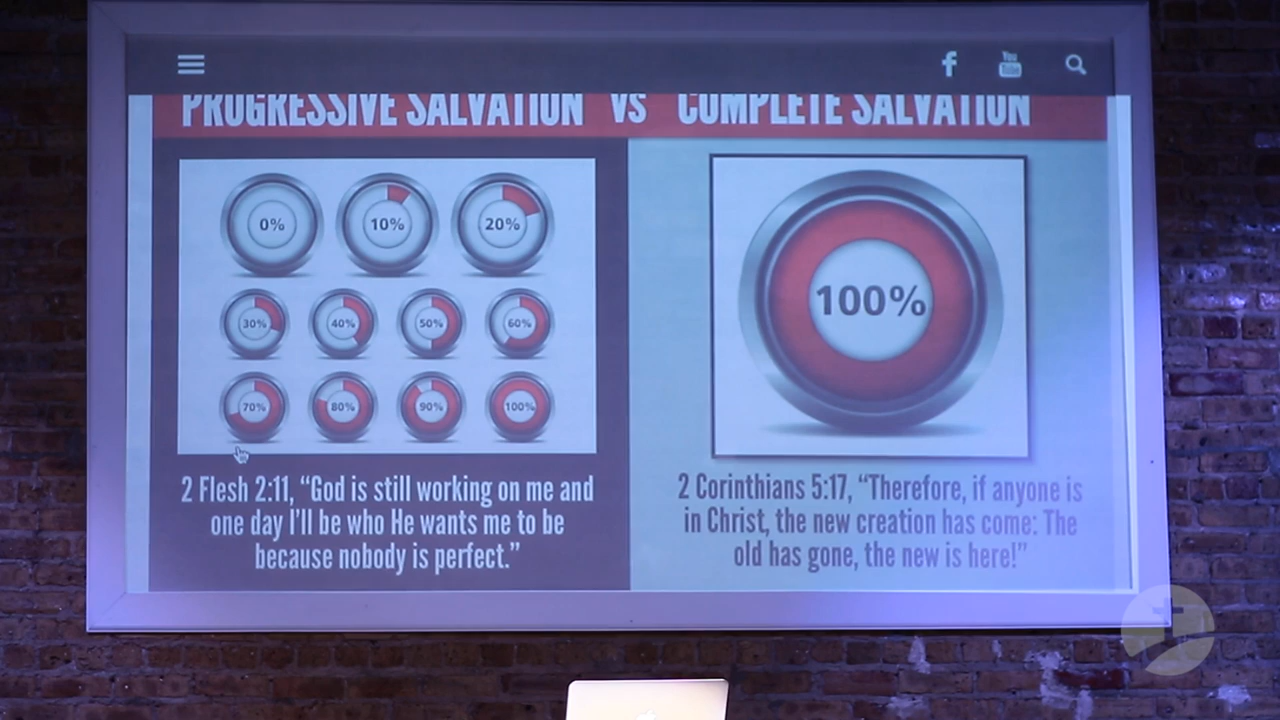 f
You
Tube
PROGRESSIVE SALVATION VS COMPLETE SALVATION
0%
10%
20%
30%
40%
50%
60%
70%
80%
90%
100%
2 Flesh 2:11, “God is still working on me and
one day I’ll be who He wants me to be
because nobody is perfect.”
100%
2 Corinthians 5:17, “Therefore, if anyone is
in Christ, the new creation has come: The
old has gone, the new is here!”